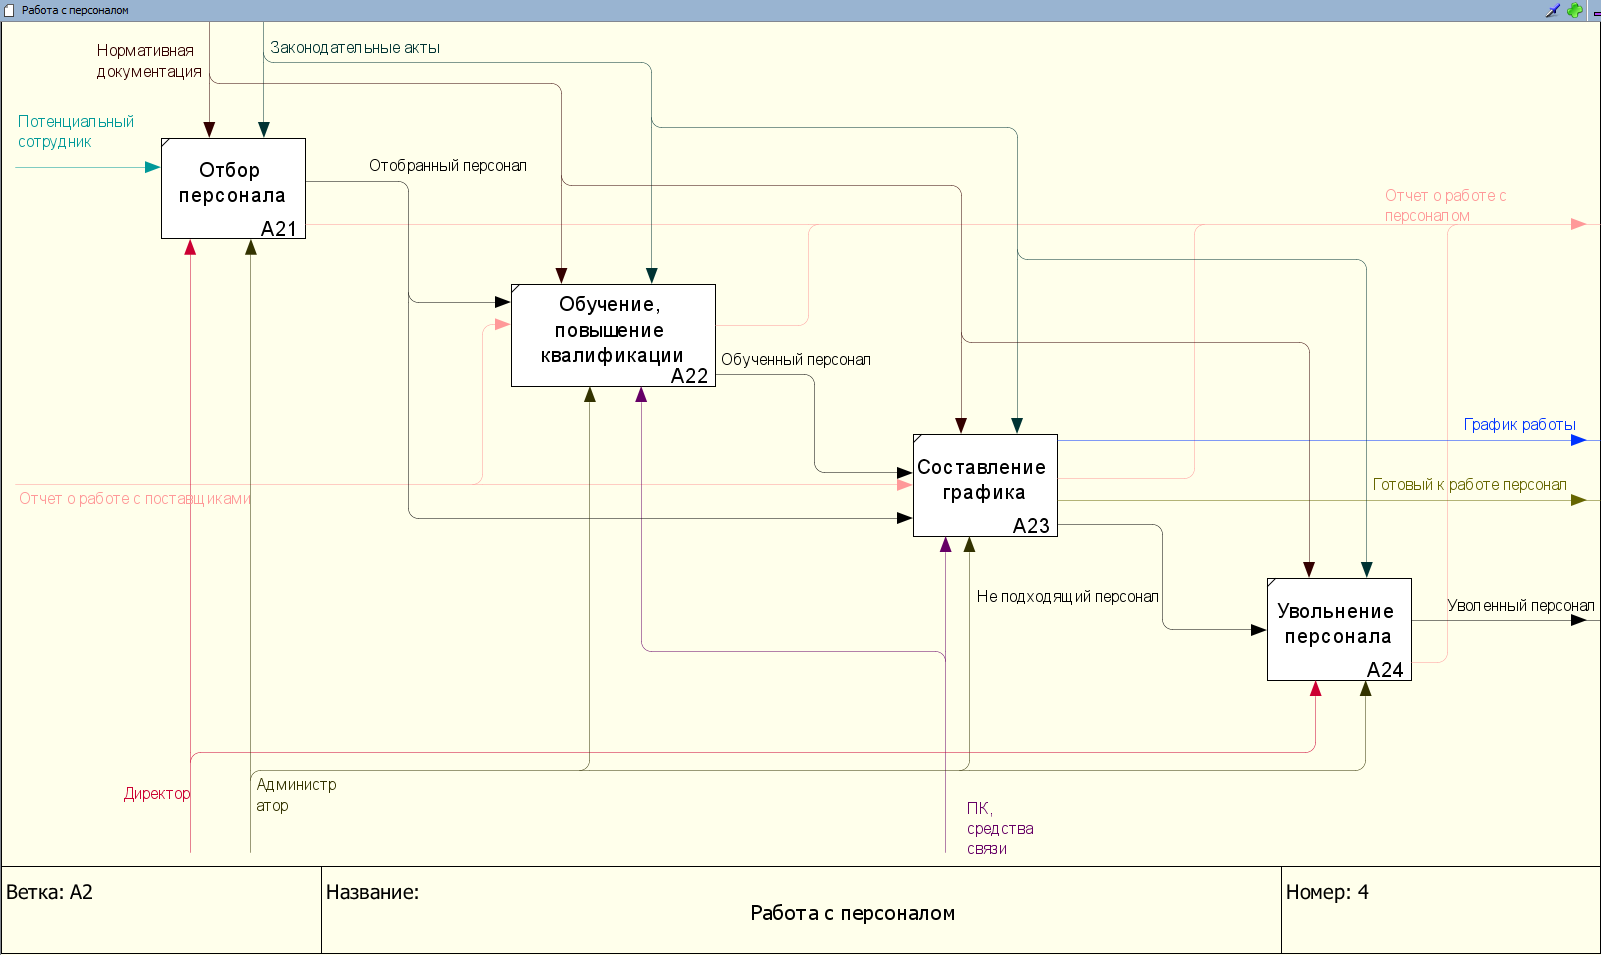 Работа с персоналом
Нормативная
документация
Законодательные акты
Потенциальный
сотрудник
Отбор
персонала
A21
Отобранный персонал
Отчет о работе с
персоналом
Обучение,
повышение
квалификации
A22
Обученный персонал
График работы
Составление
графика
A23
Готовый к работе персонал
Отчет о работе с поставщиками
Не подходящий персонал
Увольнение
персонала
A24
Уволенный персонал
Директор
Администр
атор
ПК,
средства
связи
Ветка: A2
Название:
Работа с персоналом
Номер: 4